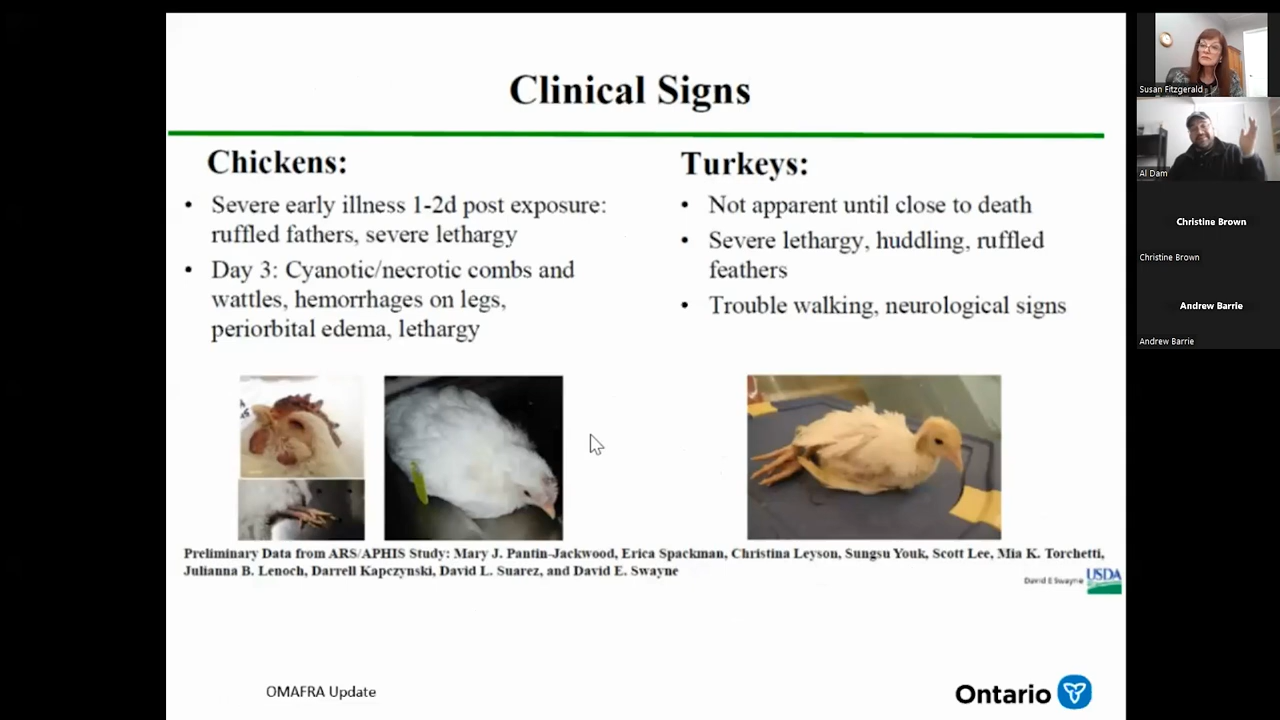 Clinical Signs
Chickens:
• Severe early illness 1-2d post exposure:
ruffled fathers, severe lethargy
• Day 3: Cyanotic/necrotic combs and
wattles, hemorrhages on legs,
periorbital edema, lethargy
Turkeys:
• Not apparent until close to death
• Severe lethargy, huddling, ruffled
feathers
• Trouble walking, neurological signs
Preliminary Data from ARS/APHIS Study: Mary J. Pantin-Jackwood, Erica Spackman, Christina Leyson, Sungsu Youk, Scott Lee, Mia K. Torchetti,
Julianna B. Lenoch, Darrell Kapczynski, David L. Suarez, and David E. Swayne
David E Swayne
USDA
OMAFRA Update
Ontario
Susan Fitzgerald
Al Dam
Christine Brown
Christine Brown
Andrew Barrie
Andrew Barrie